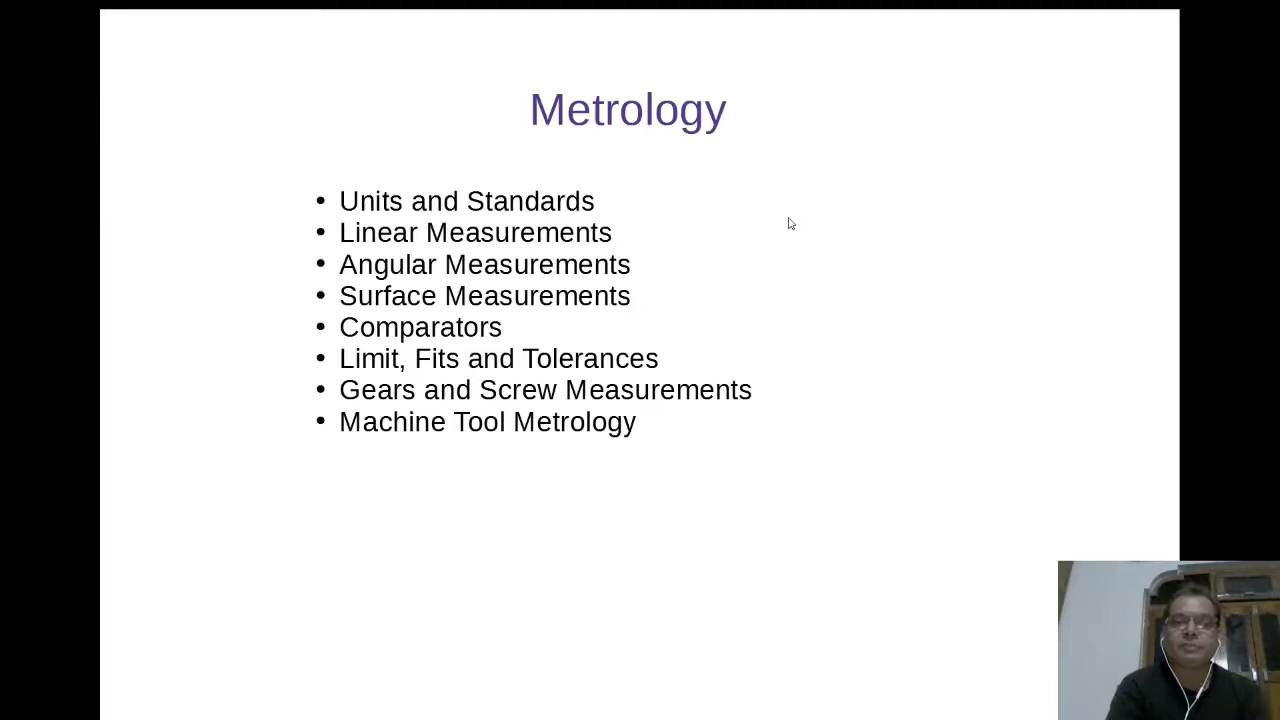 Metrology
• Units and Standards
• Linear Measurements
• Angular Measurements
• Surface Measurements
• Comparators
• Limit, Fits and Tolerances
• Gears and Screw Measurements
• Machine Tool Metrology